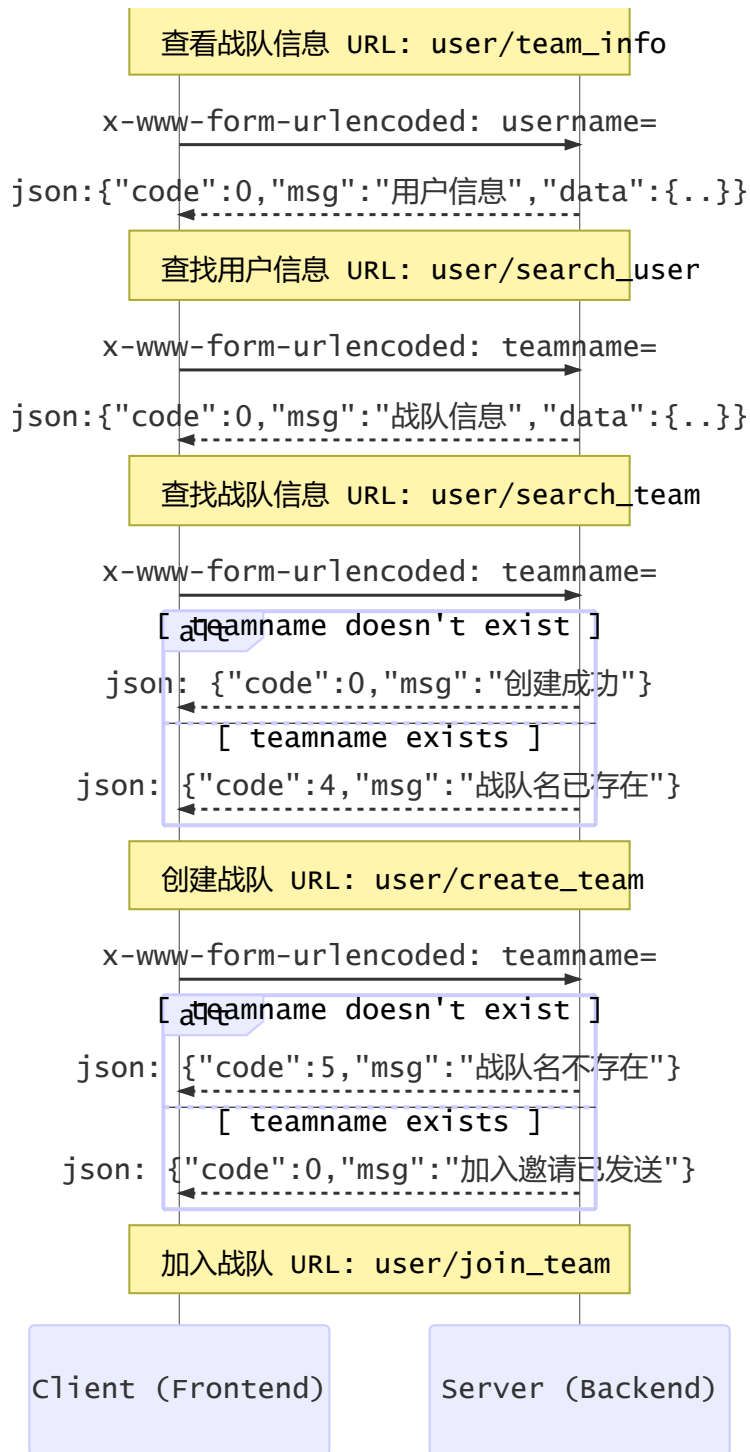 查看战队信息 URL: user/team_info
x-www-form-urlencoded: username=
json:{"code":0,"msg":"用户信息","data":{..}}
查找用户信息 URL: user/search_user
x-www-form-urlencoded: teamname=
json:{"code":0,"msg":"战队信息","data":{..}}
查找战队信息 URL: user/search_team
x-www-form-urlencoded: teamname=
alt
[ teamname doesn't exist ]
json: {"code":0,"msg":"创建成功"}
[ teamname exists ]
json: {"code":4,"msg":"战队名已存在"}
创建战队 URL: user/create_team
x-www-form-urlencoded: teamname=
alt
[ teamname doesn't exist ]
json: {"code":5,"msg":"战队名不存在"}
[ teamname exists ]
json: {"code":0,"msg":"加入邀请已发送"}
加入战队 URL: user/join_team
Client (Frontend)
Server (Backend)